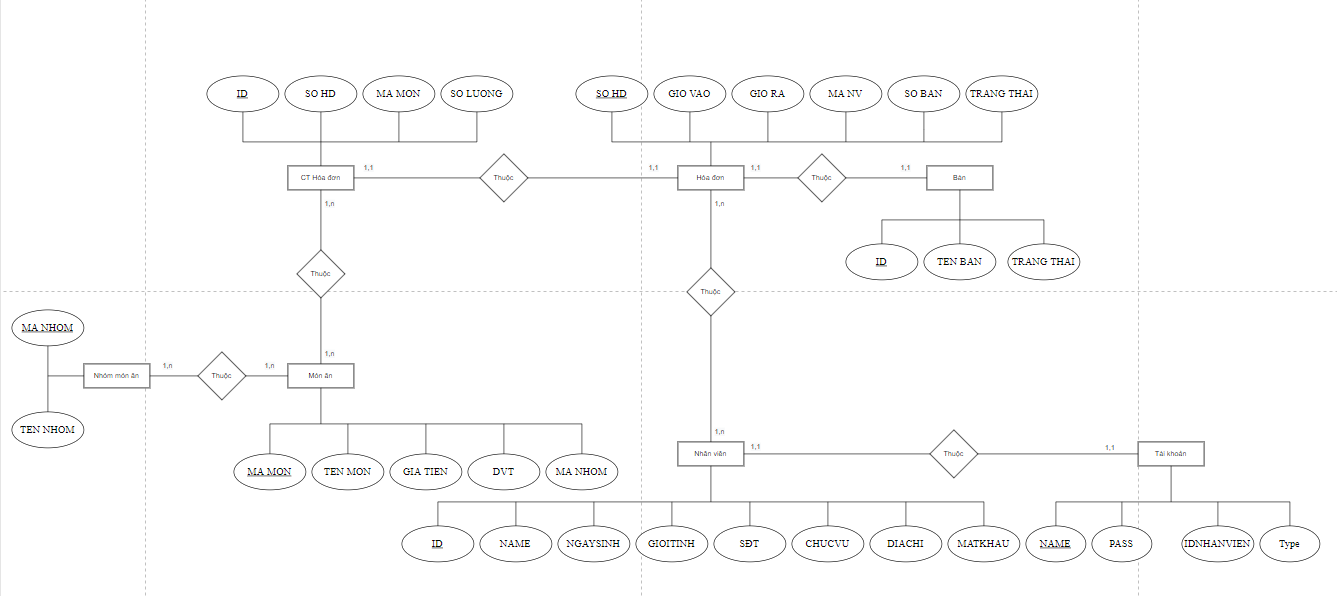 ID
SO HD
MA MON
SO LUONG
SO HD
GIO VAO
GIO RA
MA NV
SO BAN
TRANG THAI
CT Hóa đơn
1,1
Thuộc
1,1
Hóa đơn
1,1
Thuộc
1,1
Bàn
1,n
1,n
ID
TEN BAN
TRANG THAI
Thuộc
Thuộc
MA NHOM
1,n
Nhóm món ăn
1,n
Thuộc
1,n
Món ăn
TEN NHOM
MA MON
TEN MON
GIA TIEN
DVT
MA NHOM
1,n
Nhân viên
1,1
Thuộc
1,1
Tài khoản
ID
NAME
NGAYSINH
GIOITINH
SĐT
CHUCVU
DIACHI
MATKHAU
NAME
PASS
IDNHANVIEN
Type